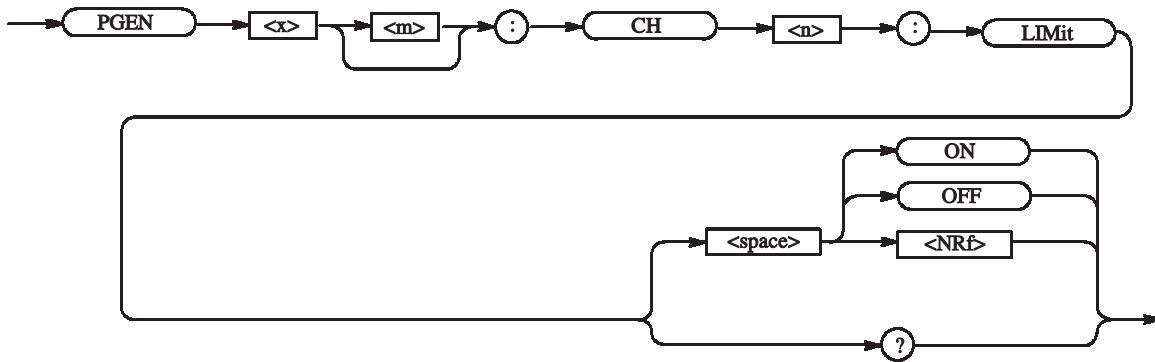 PGEN <x> <m> : CH <n> : LIMit
ON
OFF
<space> <NRf>
?